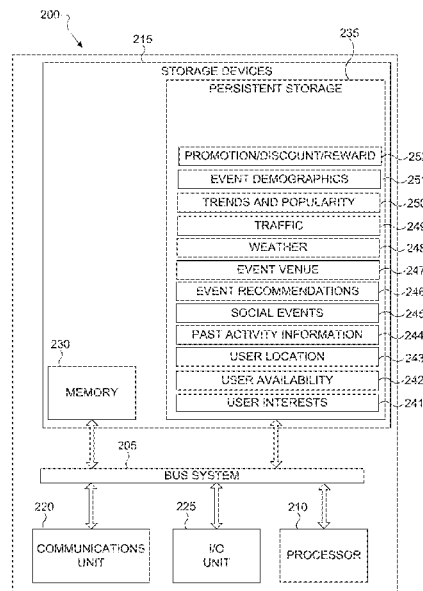 200
215
235
STORAGE DEVICES
PERSISTENT STORAGE
PROMOTION/DISCOUNT/REWARD 252
EVENT DEMOGRAPHICS 251
TRENDS AND POPULARITY 250
TRAFFIC 249
WEATHER 248
EVENT VENUE 247
EVENT RECOMMENDATIONS 246
SOCIAL EVENTS 245
PAST ACTIVITY INFORMATION 244
USER LOCATION 243
USER AVAILABILITY 242
USER INTERESTS 241
230
MEMORY
205
BUS SYSTEM
220
225
210
COMMUNICATIONS
UNIT
I/O
UNIT
PROCESSOR